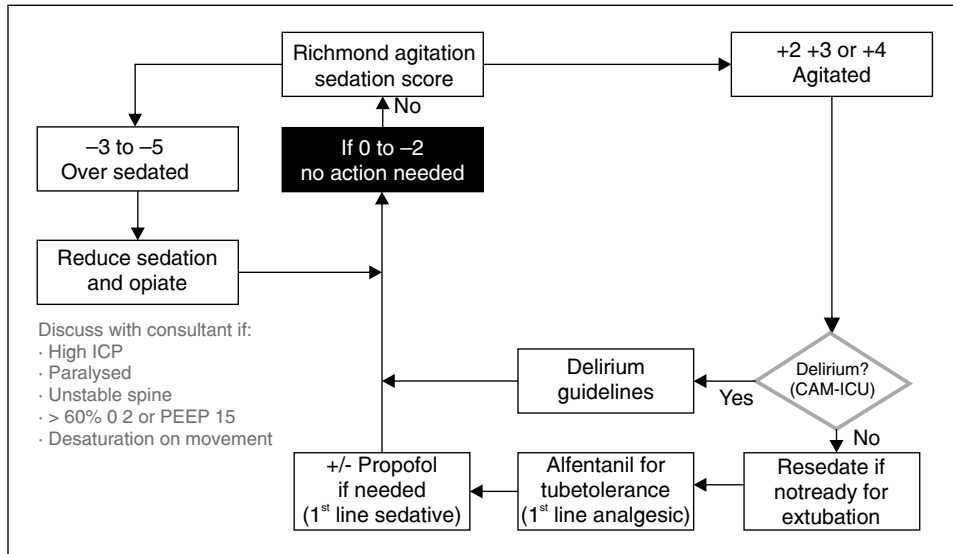 Richmond agitation
sedation score
+2 +3 or +4
Agitated
No
If 0 to –2
no action needed
–3 to –5
Over sedated
Reduce sedation
and opiate
Discuss with consultant if:
· High ICP
· Paralysed
· Unstable spine
· > 60% 0 2 or PEEP 15
· Desaturation on movement
Delirium
guidelines
Yes
Delirium?
(CAM-ICU)
No
+/- Propofol
if needed
(1st line sedative)
Alfentanil for
tubetolerance
(1st line analgesic)
Resedate if
notready for
extubation